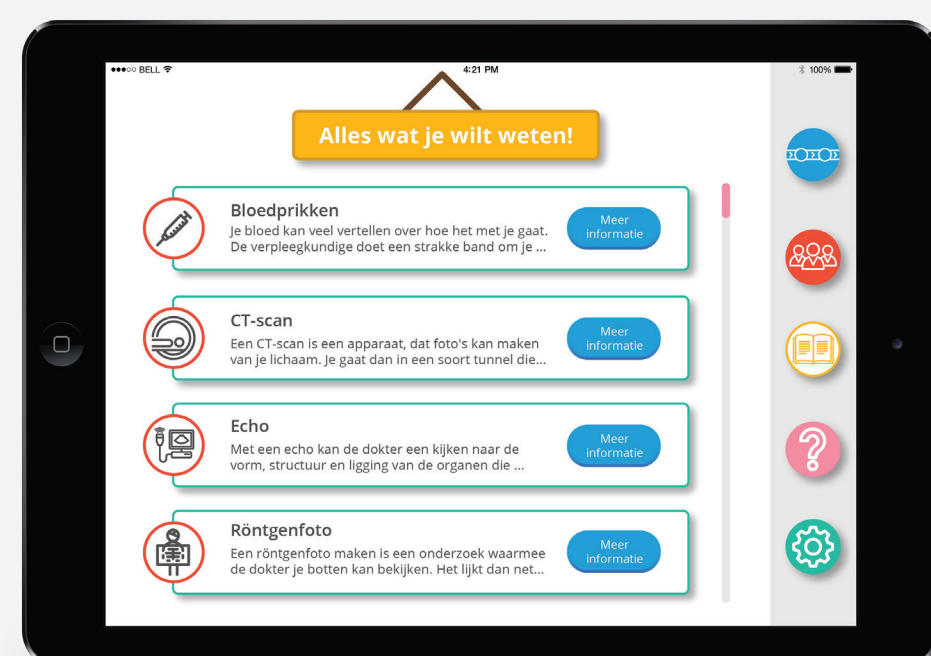 BELL
4:21 PM
100%
Alles wat je wilt weten!
Bloedprikken
Je bloed kan veel vertellen over hoe het met je gaat.
De verpleegkundige doet een strakke band om je ...
Meer
informatie
CT-scan
Een CT-scan is een apparaat, dat foto's kan maken
van je lichaam. Je gaat dan in een soort tunnel die...
Meer
informatie
Echo
Met een echo kan de dokter een kijken naar de
vorm, structuur en ligging van de organen die ...
Meer
informatie
Röntgenfoto
Een röntgenfoto maken is een onderzoek waarmee
de dokter je botten kan bekijken. Het lijkt dan net...
Meer
informatie
?